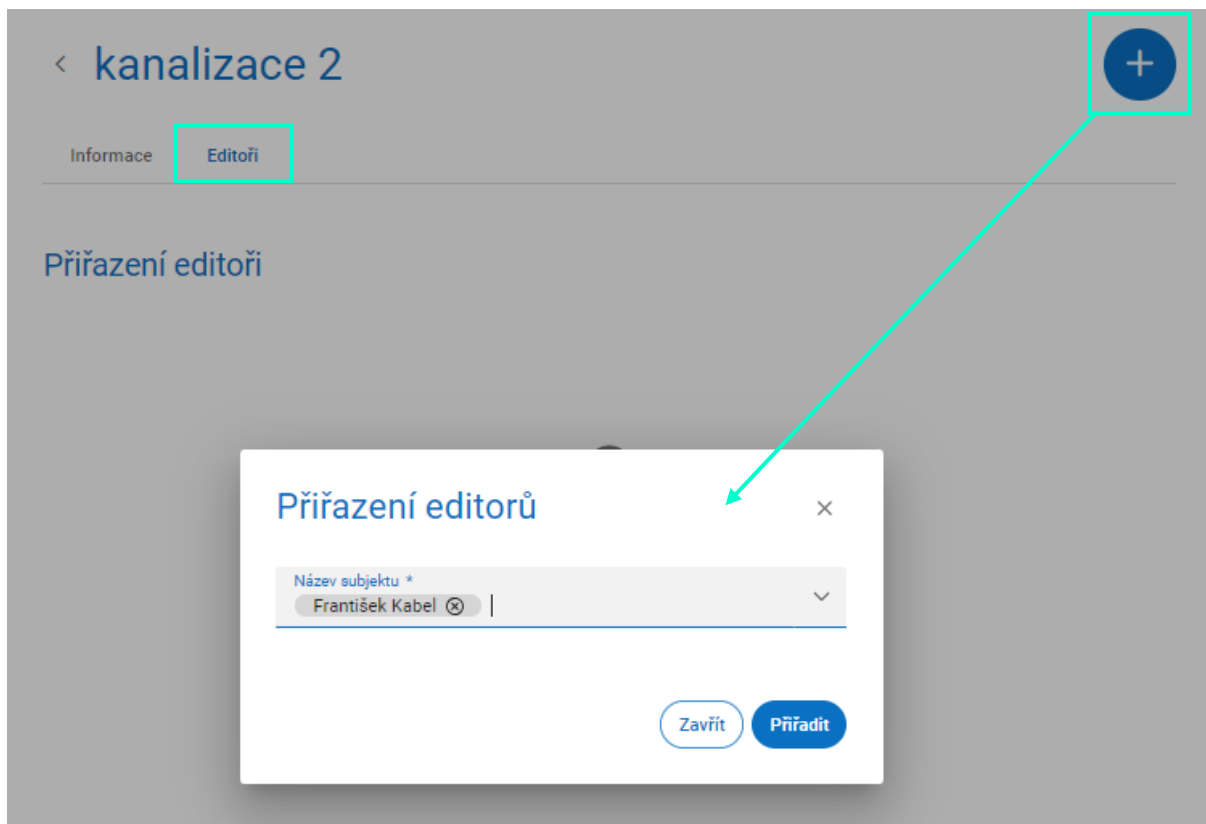 kanalizace 2
Informace Editoři
Přiřazení editoři
Přiřazení editorů
Název subjektu *
František Kabel
Zavřít Přiřadit